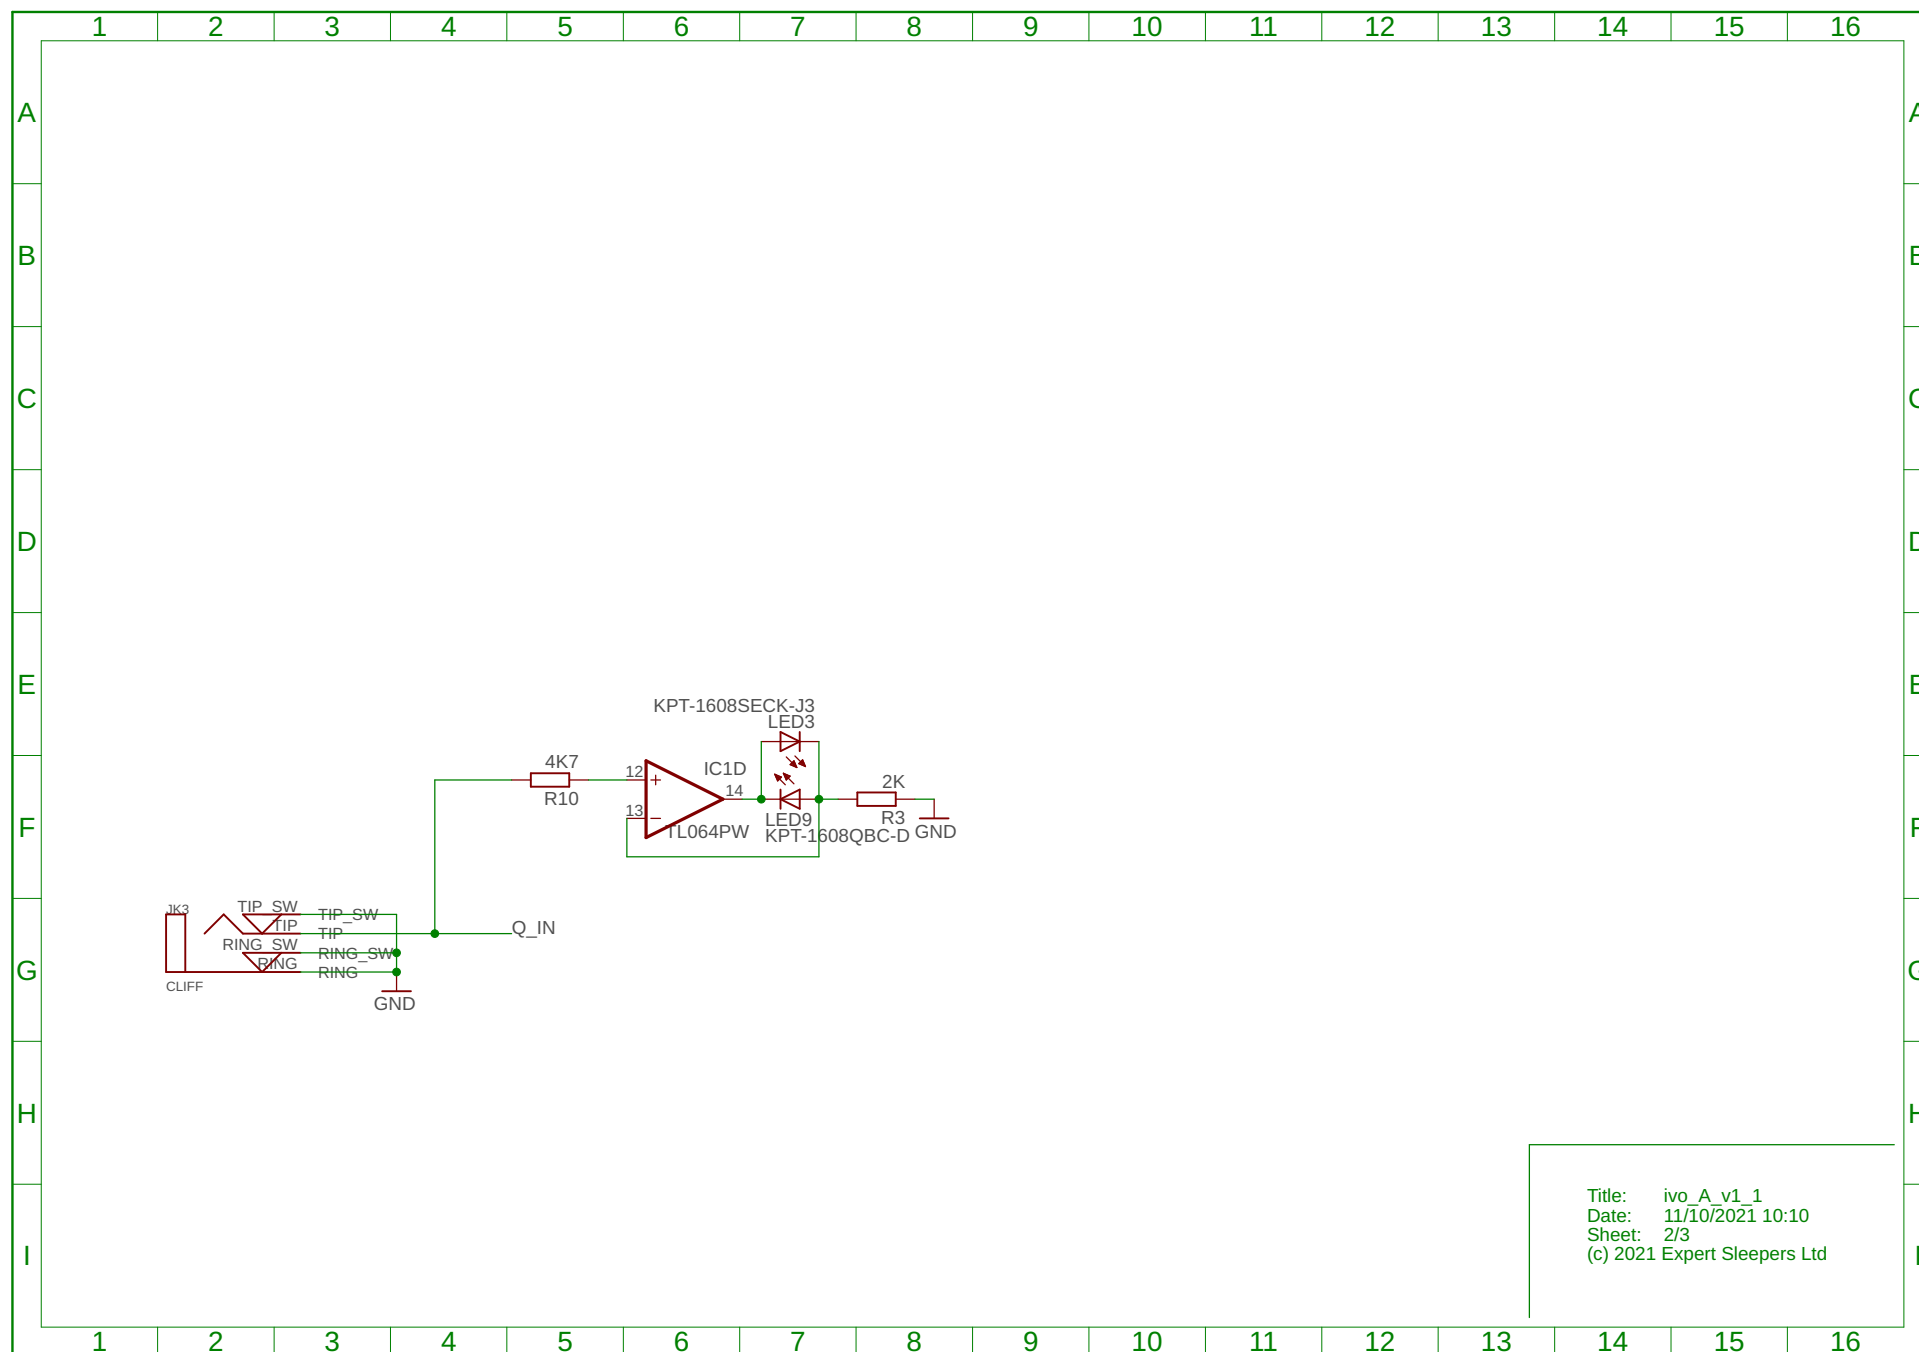 1 2 3 4 5 6 7 8 9 10 11 12 13 14 15 16
A A
B B
C C
D D
E E
KPT-1608SECK-J3
LED3
4K7
12
IC1D
14
2K
R10
13
LED9
R3
F F
TL064PW
KPT-1608QBC-D
GND
JK3
TIP_SW
TIP_SW
TIP
TIP
Q_IN
RING_SW
RING_SW
RING
RING
G G
CLIFF
GND
H H
Title: ivo_A_v1_1
Date: 11/10/2021 10:10
Sheet: 2/3
(c) 2021 Expert Sleepers Ltd
I I
1 2 3 4 5 6 7 8 9 10 11 12 13 14 15 16